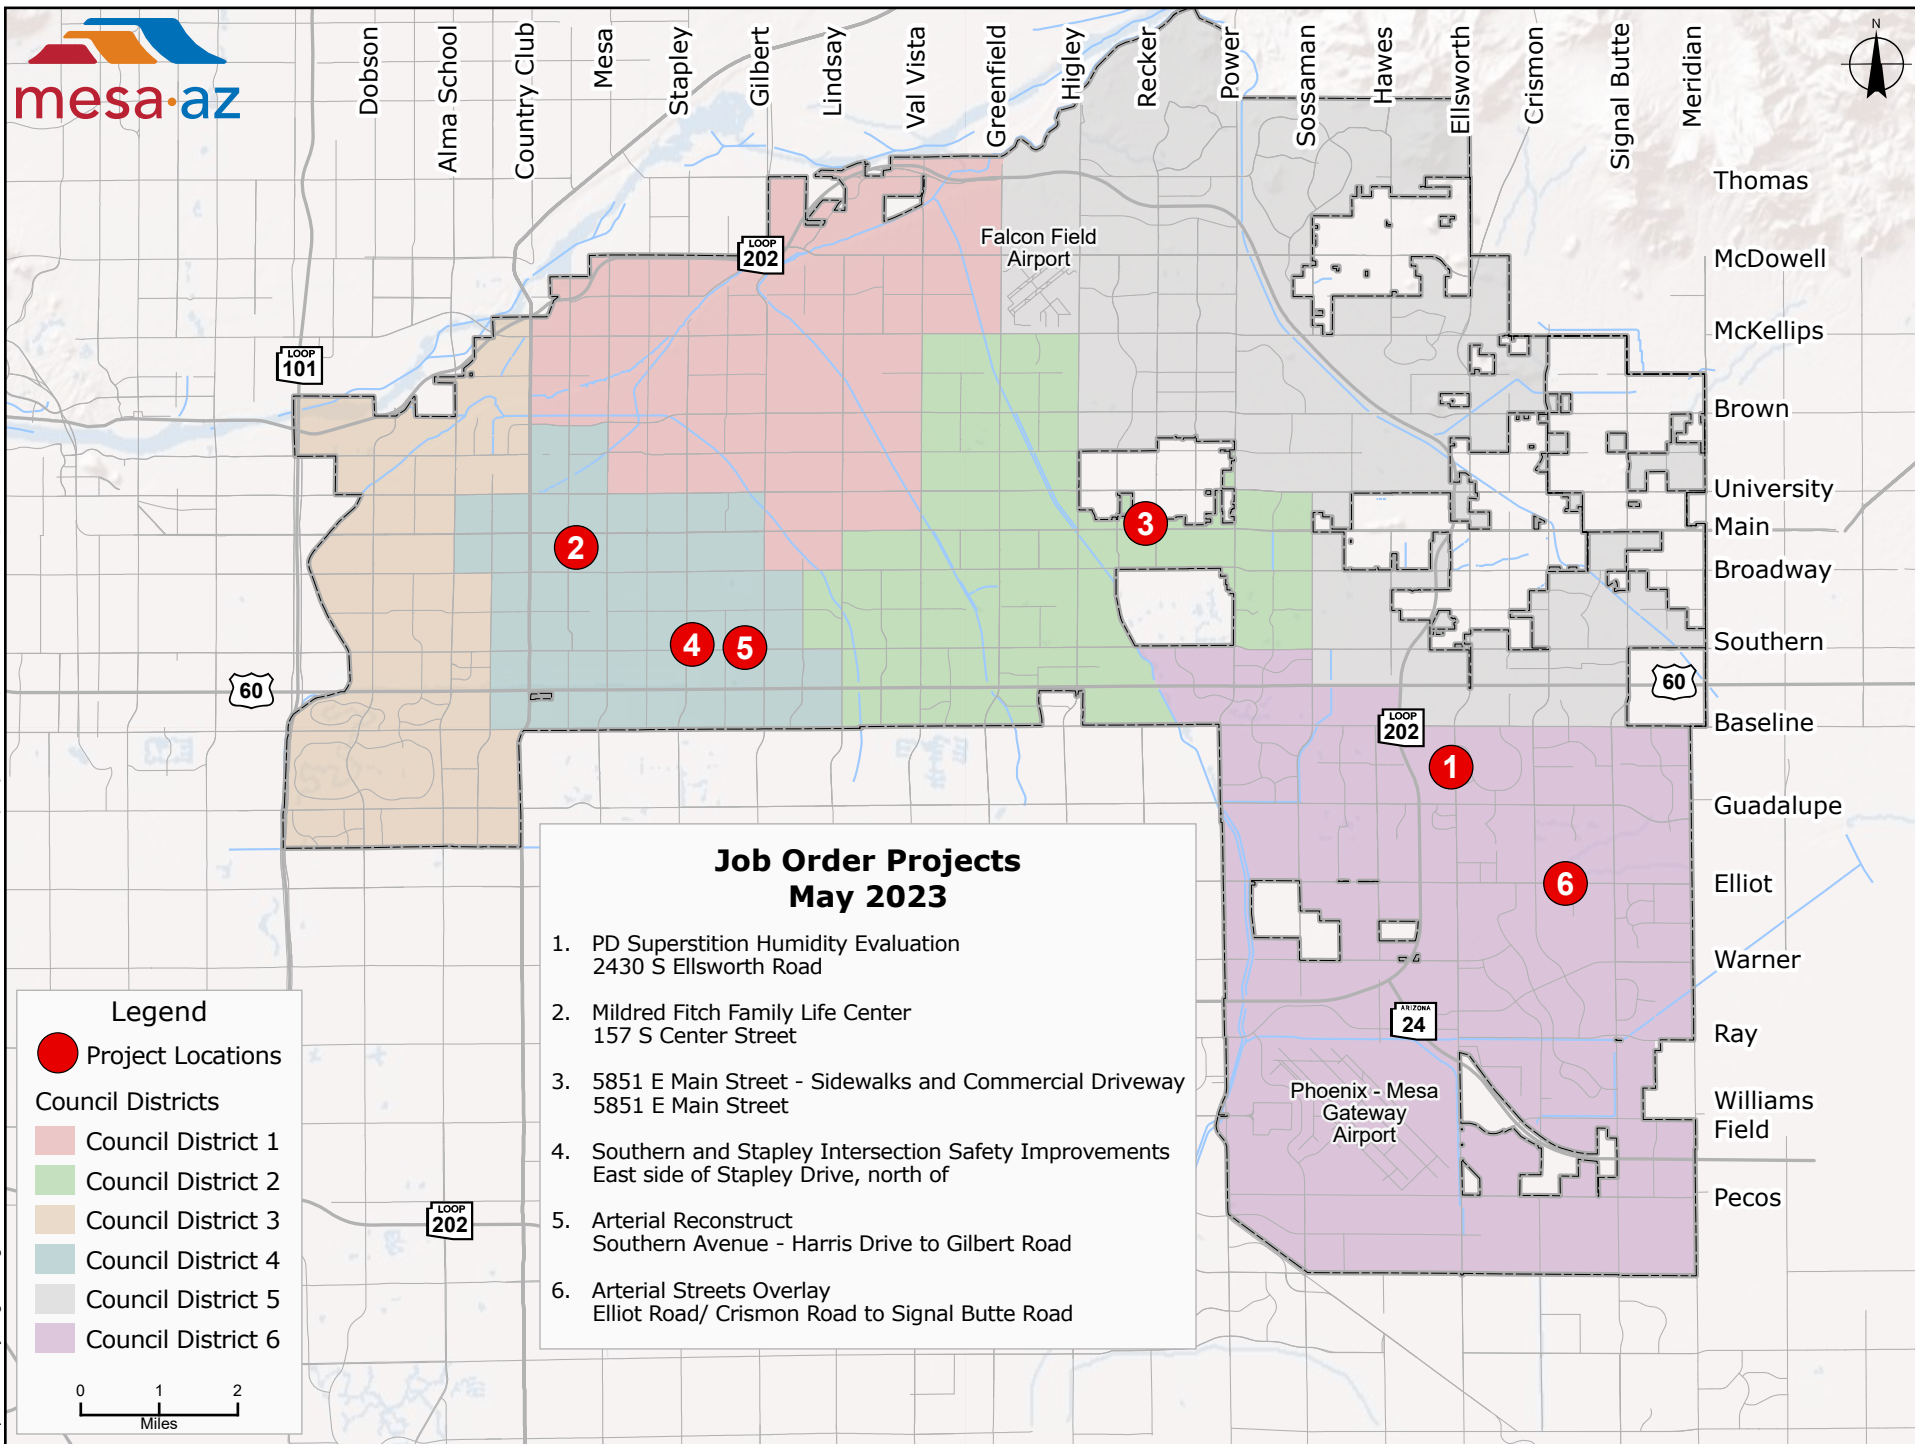 mesa·az
Dobson
Alma School
Country Club
Mesa
Stapley
Gilbert
Lindsay
Val Vista
Greenfield
Higley
Recker
Power
Sossaman
Hawes
Ellsworth
Crismon
Signal Butte
Meridian
N
Thomas
McDowell
McKellips
Brown
University
Main
Broadway
Southern
Baseline
Guadalupe
Elliot
Warner
Ray
Williams
Field
Pecos
Falcon Field
Airport
LOOP
202
LOOP
101
60
60
LOOP
202
ARIZONA
24
LOOP
202
Phoenix - Mesa
Gateway
Airport
1
2
3
4
5
6
Job Order Projects
May 2023
1. PD Superstition Humidity Evaluation
2430 S Ellsworth Road
2. Mildred Fitch Family Life Center
157 S Center Street
3. 5851 E Main Street - Sidewalks and Commercial Driveway
5851 E Main Street
4. Southern and Stapley Intersection Safety Improvements
East side of Stapley Drive, north of
5. Arterial Reconstruct
Southern Avenue - Harris Drive to Gilbert Road
6. Arterial Streets Overlay
Elliot Road/ Crismon Road to Signal Butte Road
Legend
Project Locations
Council Districts
Council District 1
Council District 2
Council District 3
Council District 4
Council District 5
Council District 6
0 1 2
Miles